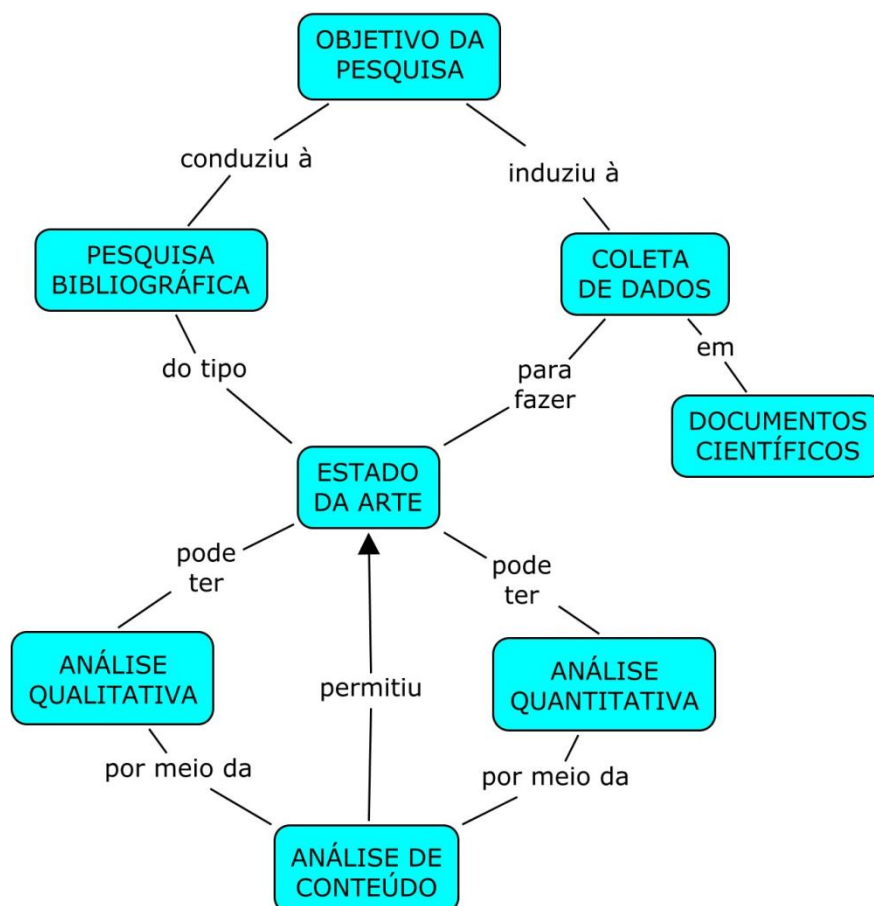 OBJETIVO DA
PESQUISA
conduziu à
induziu à
PESQUISA
BIBLIOGRÁFICA
COLETA
DE DADOS
do tipo
para
fazer
em
DOCUMENTOS
CIENTÍFICOS
ESTADO
DA ARTE
pode
ter
pode
ter
ANÁLISE
QUALITATIVA
permitiu
ANÁLISE
QUANTITATIVA
por meio da
por meio da
ANÁLISE DE
CONTEÚDO